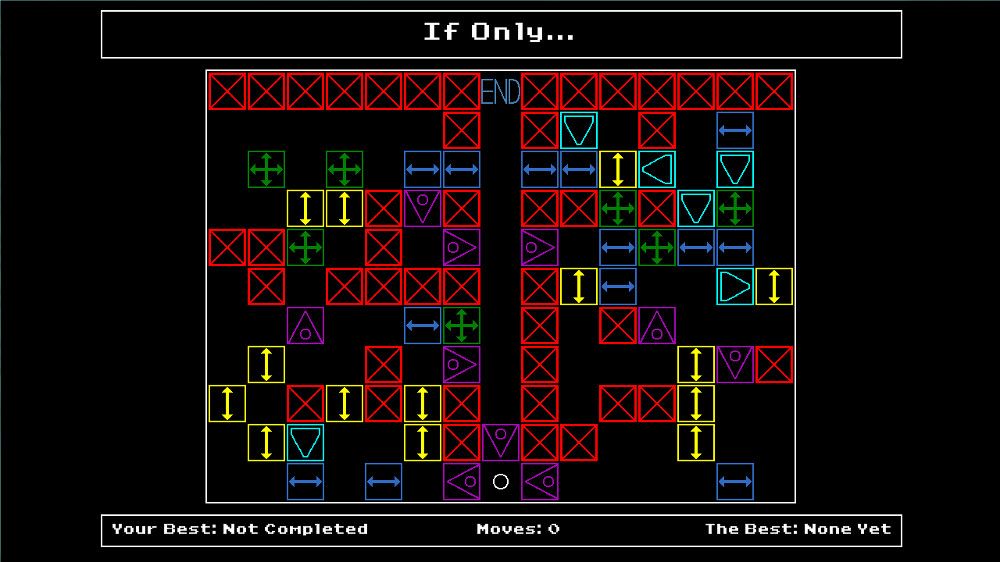 If Only...
END
Your Best: Not Completed
Moves: 0
The Best: None Yet